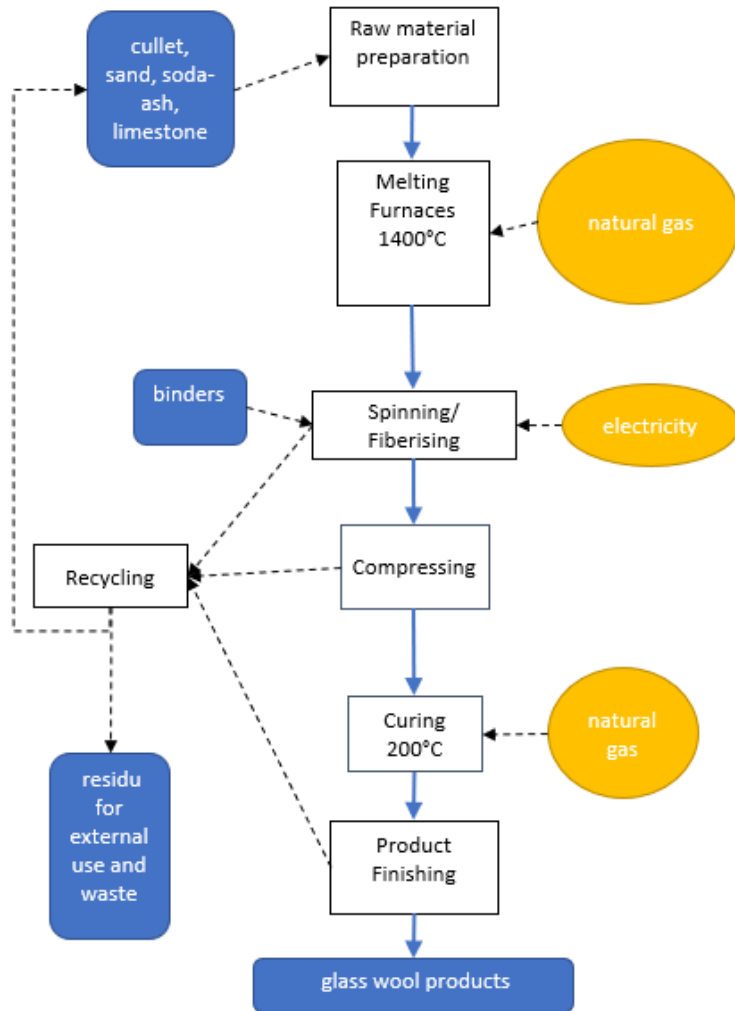 Raw material
preparation
cullet,
sand, soda-
ash,
limestone
Melting
Furnaces
1400°C
natural gas
binders
Spinning/
Fiberising
electricity
Recycling
Compressing
Curing
200°C
natural
gas
residu
for
external
use and
waste
Product
Finishing
glass wool products